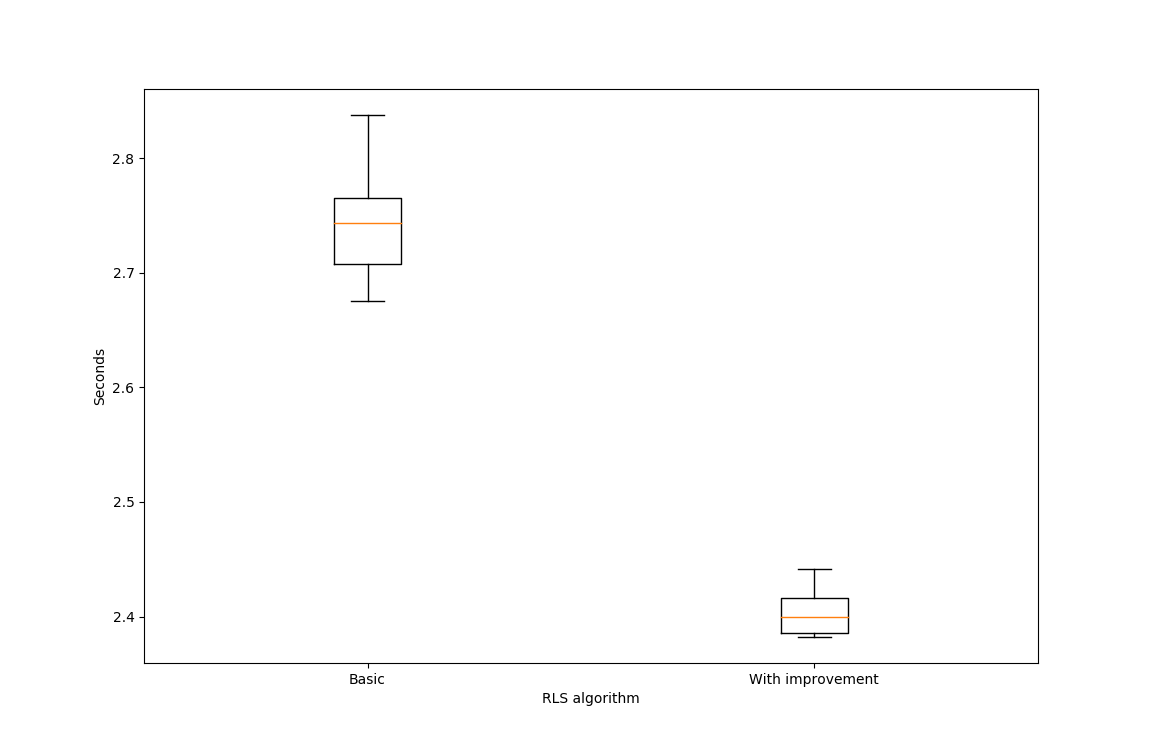 2.8
2.7
2.6
2.5
2.4
Seconds
Basic
With improvement
RLS algorithm